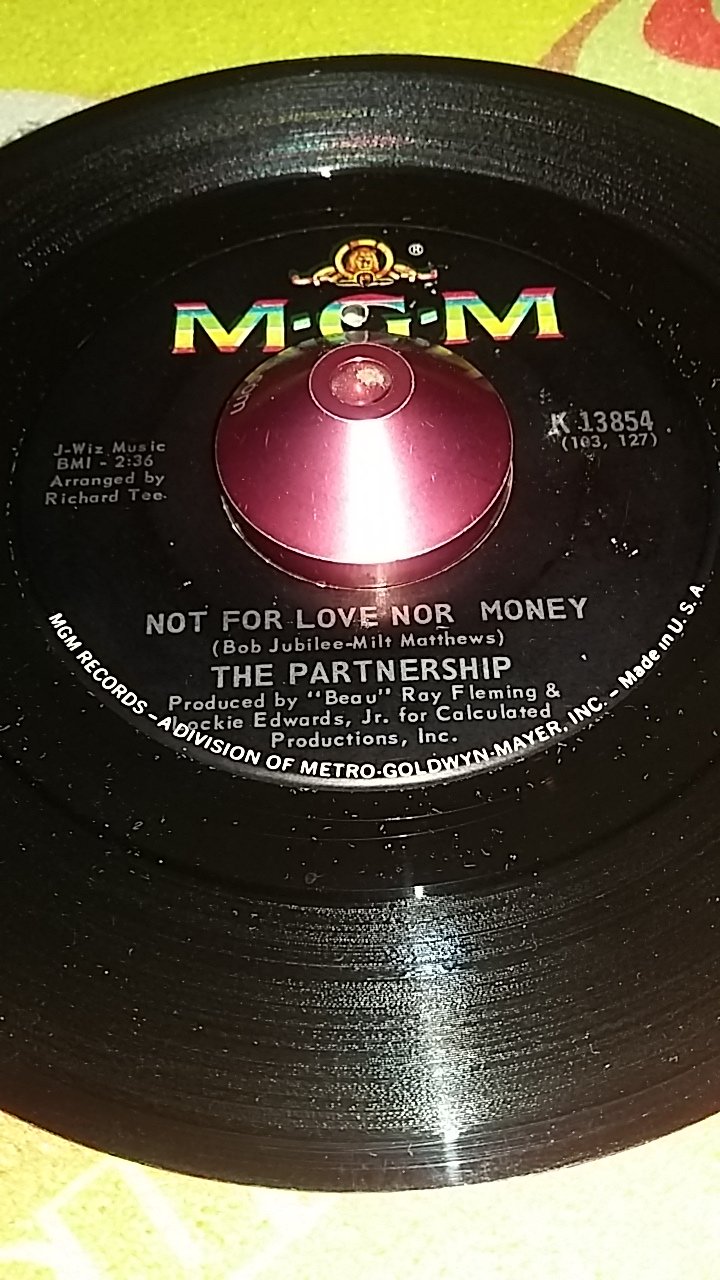 ®
M-G-M
K 13854
(103, 127)
J-Wiz Music
BMI - 2:36
Arranged by
Richard Tee
NOT FOR LOVE NOR MONEY
(Bob Jubilee-Milt Matthews)
THE PARTNERSHIP
Produced by "Beau" Ray Fleming &
Lockie Edwards, Jr. for Calculated
Productions, Inc.
MGM RECORDS - A DIVISION OF METRO-GOLDWYN-MAYER, INC. - Made in U.S.A.